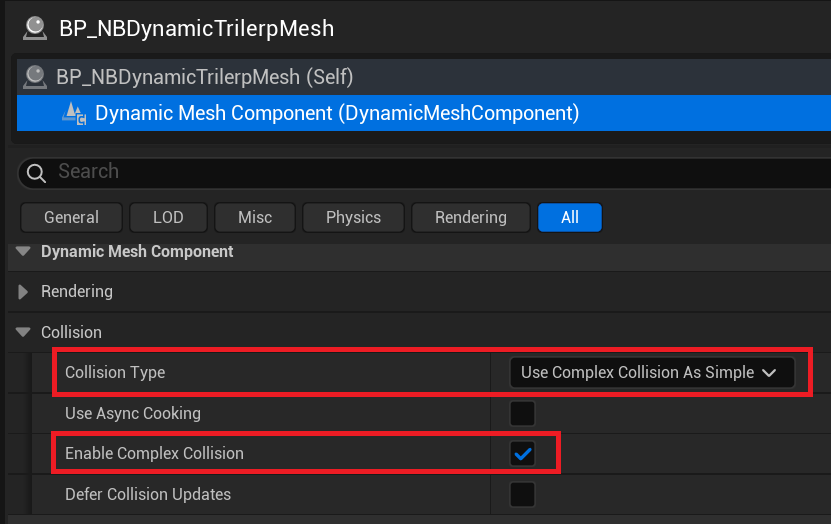 BP_NBDynamicTrilerpMesh
BP_NBDynamicTrilerpMesh (Self)
Dynamic Mesh Component (DynamicMeshComponent)
Search
General LOD Misc Physics Rendering All
Dynamic Mesh Component
Rendering
Collision
Collision Type Use Complex Collision As Simple
Use Async Cooking
Enable Complex Collision
Defer Collision Updates